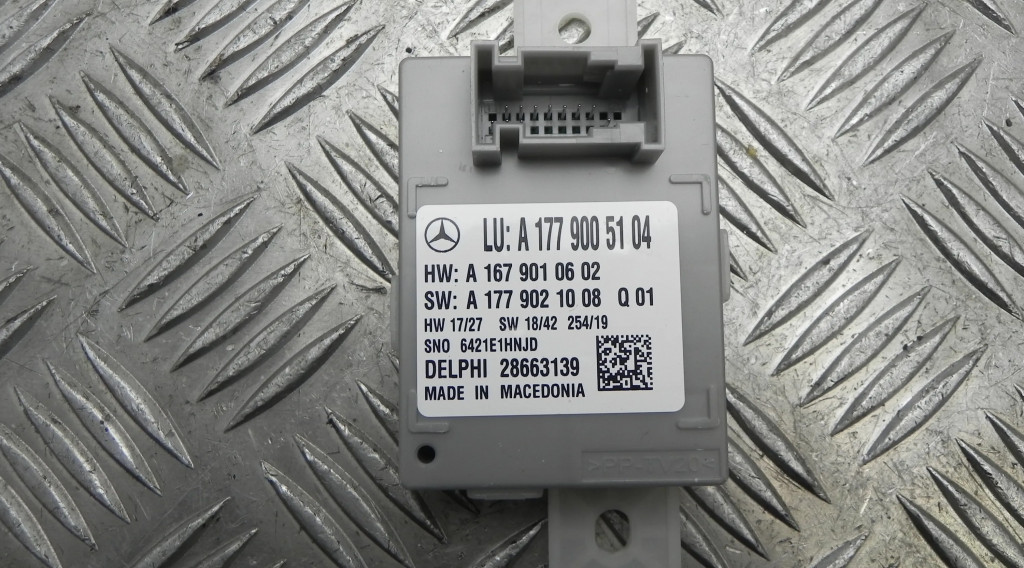 LU: A 177 900 51 04
HW: A 167 901 06 02
SW: A 177 902 10 08 Q 01
HW 17/27 SW 18/42 254/19
SNO 6421E1HNJD
DELPHI 28663139
MADE IN MACEDONIA